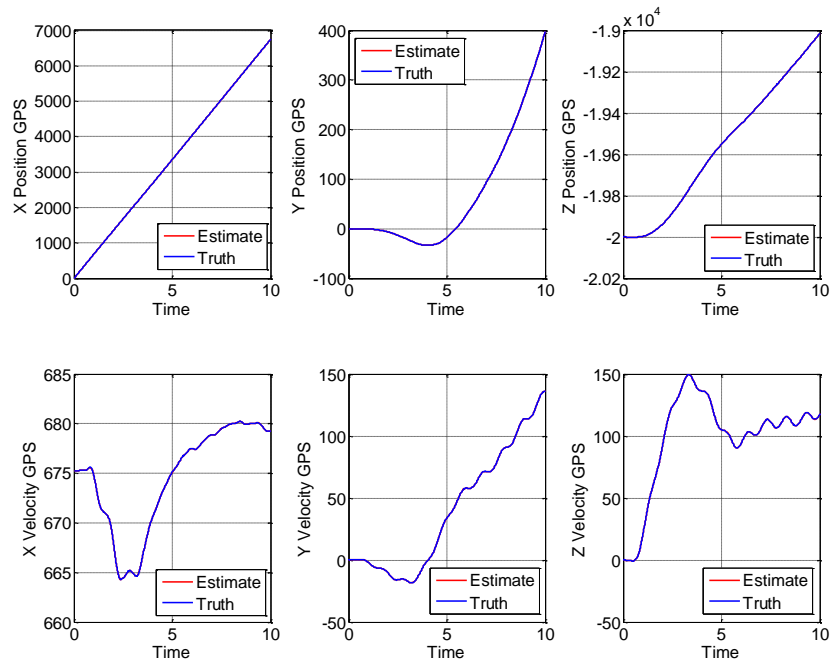 7000
6000
5000
4000
3000
2000
1000
0
X Position GPS
0 5 10
Time
Estimate
Truth
400
300
200
100
0
-100
Y Position GPS
0 5 10
Time
Estimate
Truth
x 10^4
-1.9
-1.92
-1.94
-1.96
-1.98
-2
-2.02
Z Position GPS
0 5 10
Time
Estimate
Truth
685
680
675
670
665
660
X Velocity GPS
0 5 10
Time
Estimate
Truth
150
100
50
0
-50
Y Velocity GPS
0 5 10
Time
Estimate
Truth
150
100
50
0
-50
Z Velocity GPS
0 5 10
Time
Estimate
Truth